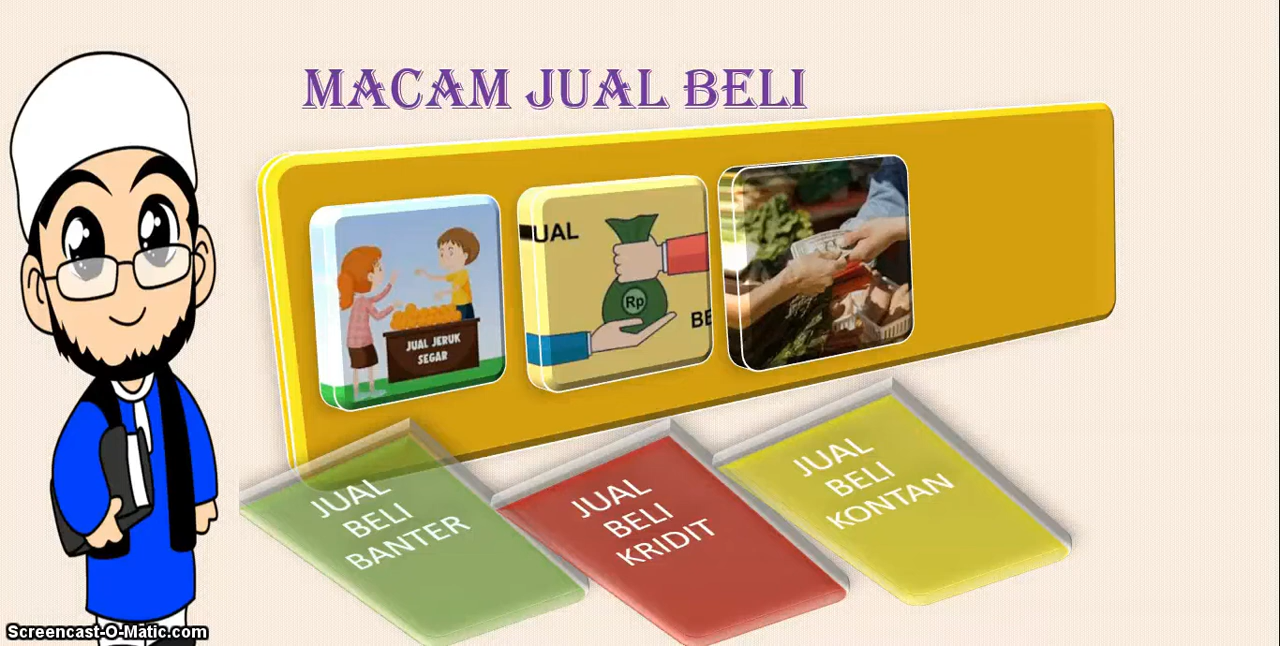 MACAM JUAL BELI
UAL
Rp
BE
JUAL JERUK
SEGAR
JUAL
BELI
BANTER
JUAL
BELI
KRIDIT
JUAL
BELI
KONTAN
Screencast-O-Matic.com